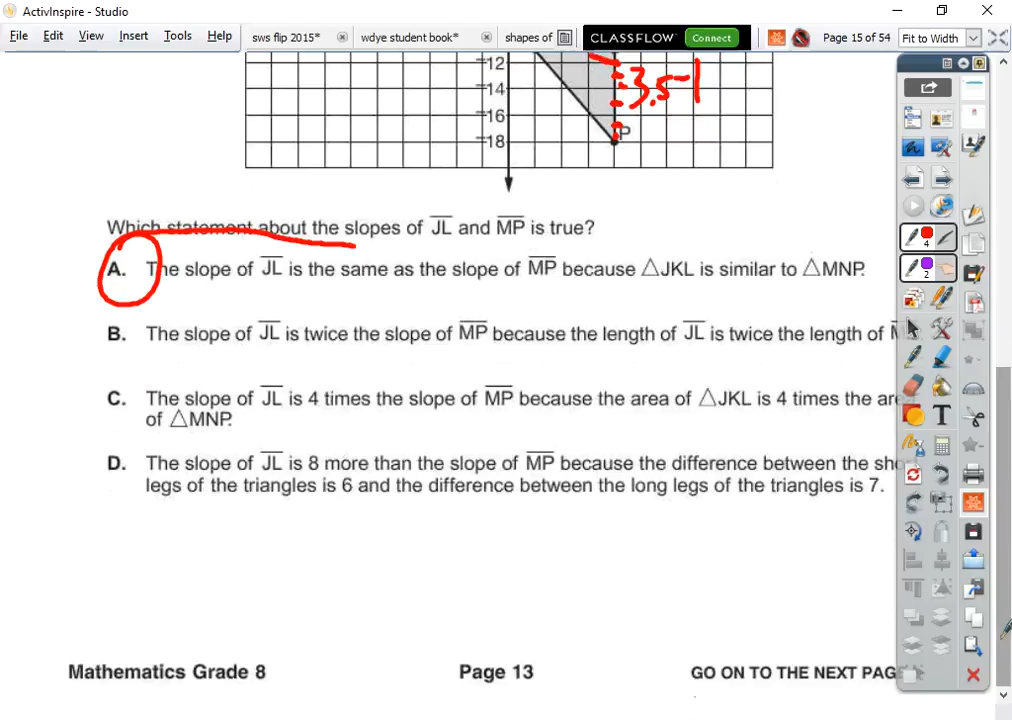 ActivInspire - Studio
File Edit View Insert Tools Help
sws flip 2015* wdye student book* shapes of CLASSFLOW Connect Page 15 of 54 Fit to Width
-12
-14
-16
-18
3.5-1
P
Which statement about the slopes of JL and MP is true?
A. The slope of JL is the same as the slope of MP because △JKL is similar to △MNP.
B. The slope of JL is twice the slope of MP because the length of JL is twice the length of
C. The slope of JL is 4 times the slope of MP because the area of △JKL is 4 times the are
of △MNP.
D. The slope of JL is 8 more than the slope of MP because the difference between the sho
legs of the triangles is 6 and the difference between the long legs of the triangles is 7.
Mathematics Grade 8 Page 13 GO ON TO THE NEXT PAG
4
2
T